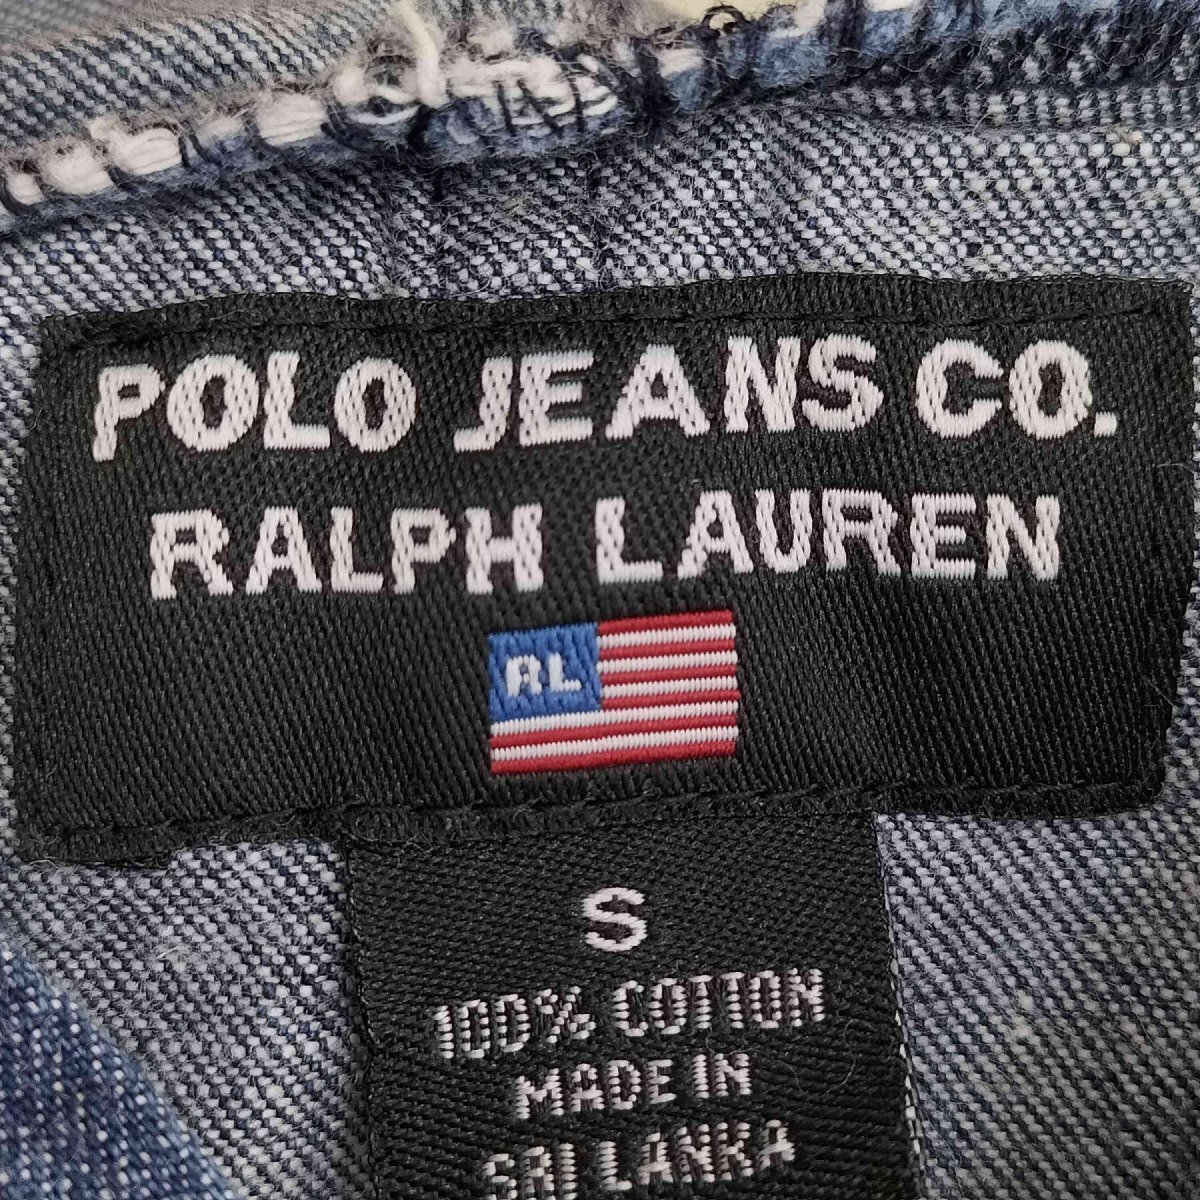 POLO JEANS CO.
RALPH LAUREN
RL
S
100% COTTON
MADE IN
SRI LANKA